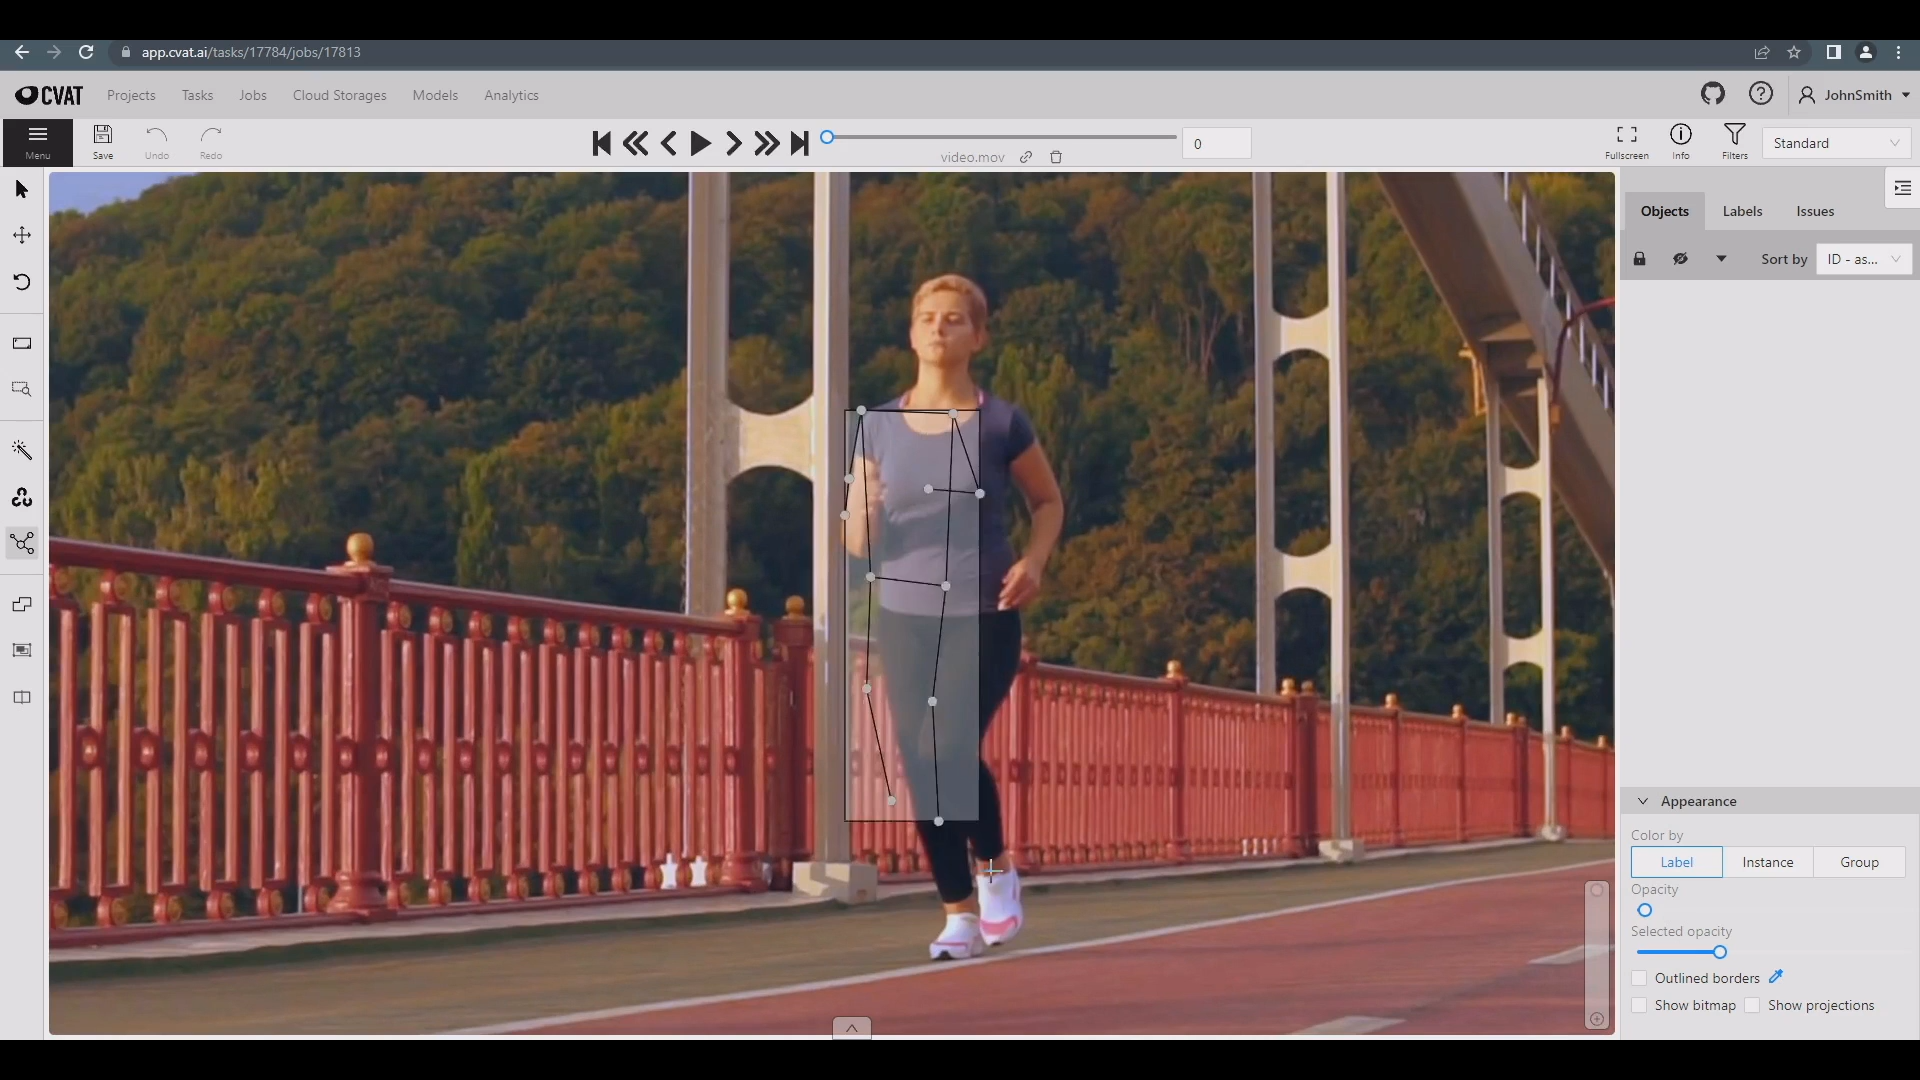 app.cvat.ai/tasks/17784/jobs/17813
CVAT Projects Tasks Jobs Cloud Storages Models Analytics JohnSmith
Menu Save Undo Redo video.mov 0 Fullscreen Info Filters Standard
Objects Labels Issues
Sort by ID - as...
Appearance
Color by
Label Instance Group
Opacity
Selected opacity
Outlined borders
Show bitmap Show projections